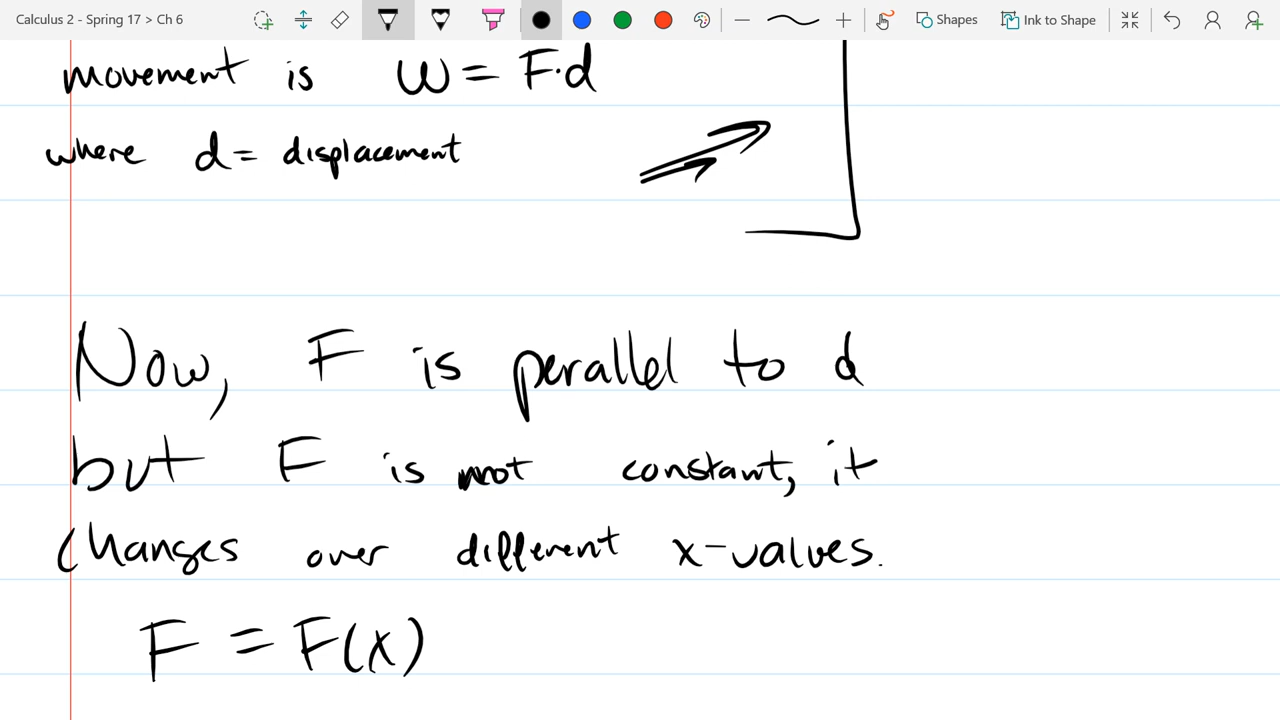 Calculus 2 - Spring 17 > Ch 6
Shapes
Ink to Shape
movement is W = F·d
where d = displacement
Now, F is perallel to d
but F is not constant, it
changes over different x-values.
F = F(x)